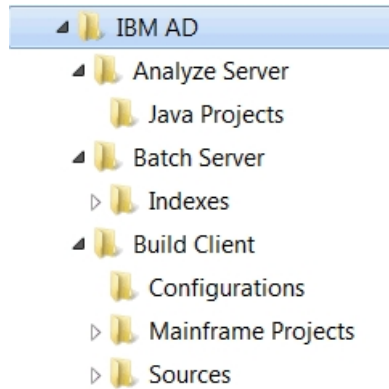 IBM AD
Analyze Server
Java Projects
Batch Server
Indexes
Build Client
Configurations
Mainframe Projects
Sources